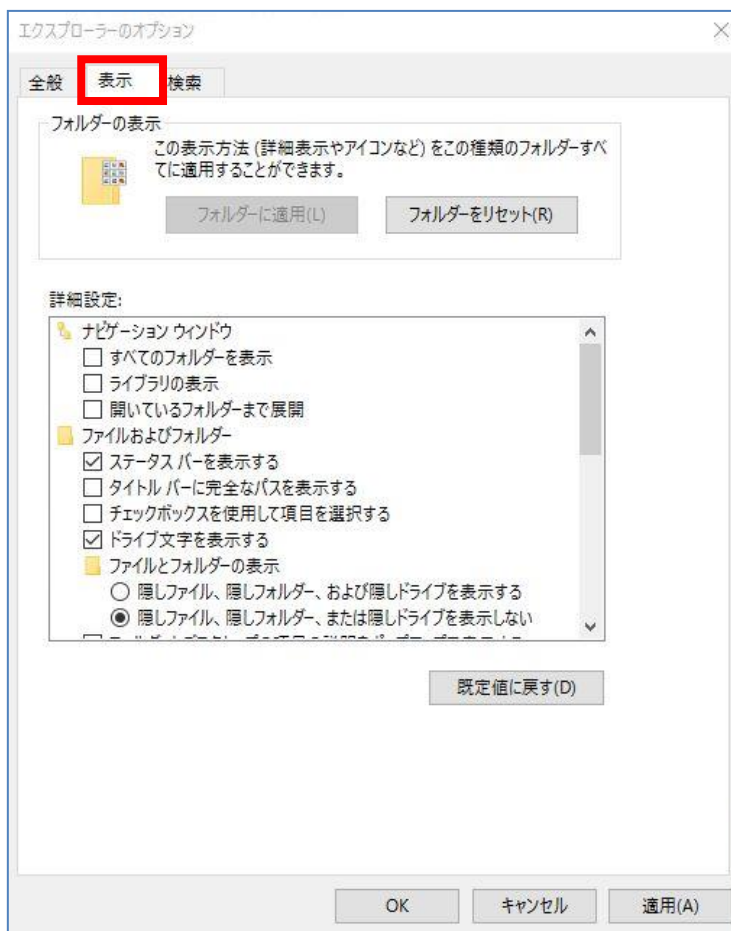 エクスプローラーのオプション
全般 表示 検索
フォルダーの表示
この表示方法 (詳細表示やアイコンなど) をこの種類のフォルダーすべ
てに適用することができます。
フォルダーに適用(L) フォルダーをリセット(R)
詳細設定:
ナビゲーション ウィンドウ
すべてのフォルダーを表示
ライブラリの表示
開いているフォルダーまで展開
ファイルおよびフォルダー
ステータス バーを表示する
タイトル バーに完全なパスを表示する
チェックボックスを使用して項目を選択する
ドライブ文字を表示する
ファイルとフォルダーの表示
隠しファイル、隠しフォルダー、および隠しドライブを表示する
隠しファイル、隠しフォルダー、または隠しドライブを表示しない
既定値に戻す(D)
OK キャンセル 適用(A)